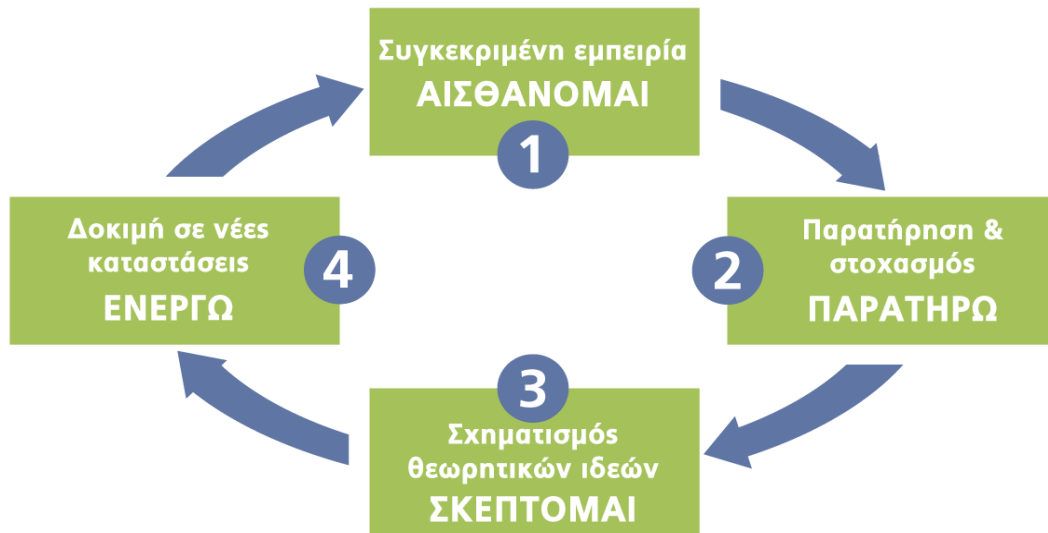 Συγκεκριμένη εμπειρία
ΑΙΣΘΑΝΟΜΑΙ
1
Παρατήρηση &
στοχασμός
ΠΑΡΑΤΗΡΩ
2
3
Σχηματισμός
θεωρητικών ιδεών
ΣΚΕΠΤΟΜΑΙ
Δοκιμή σε νέες
καταστάσεις
ΕΝΕΡΓΩ
4